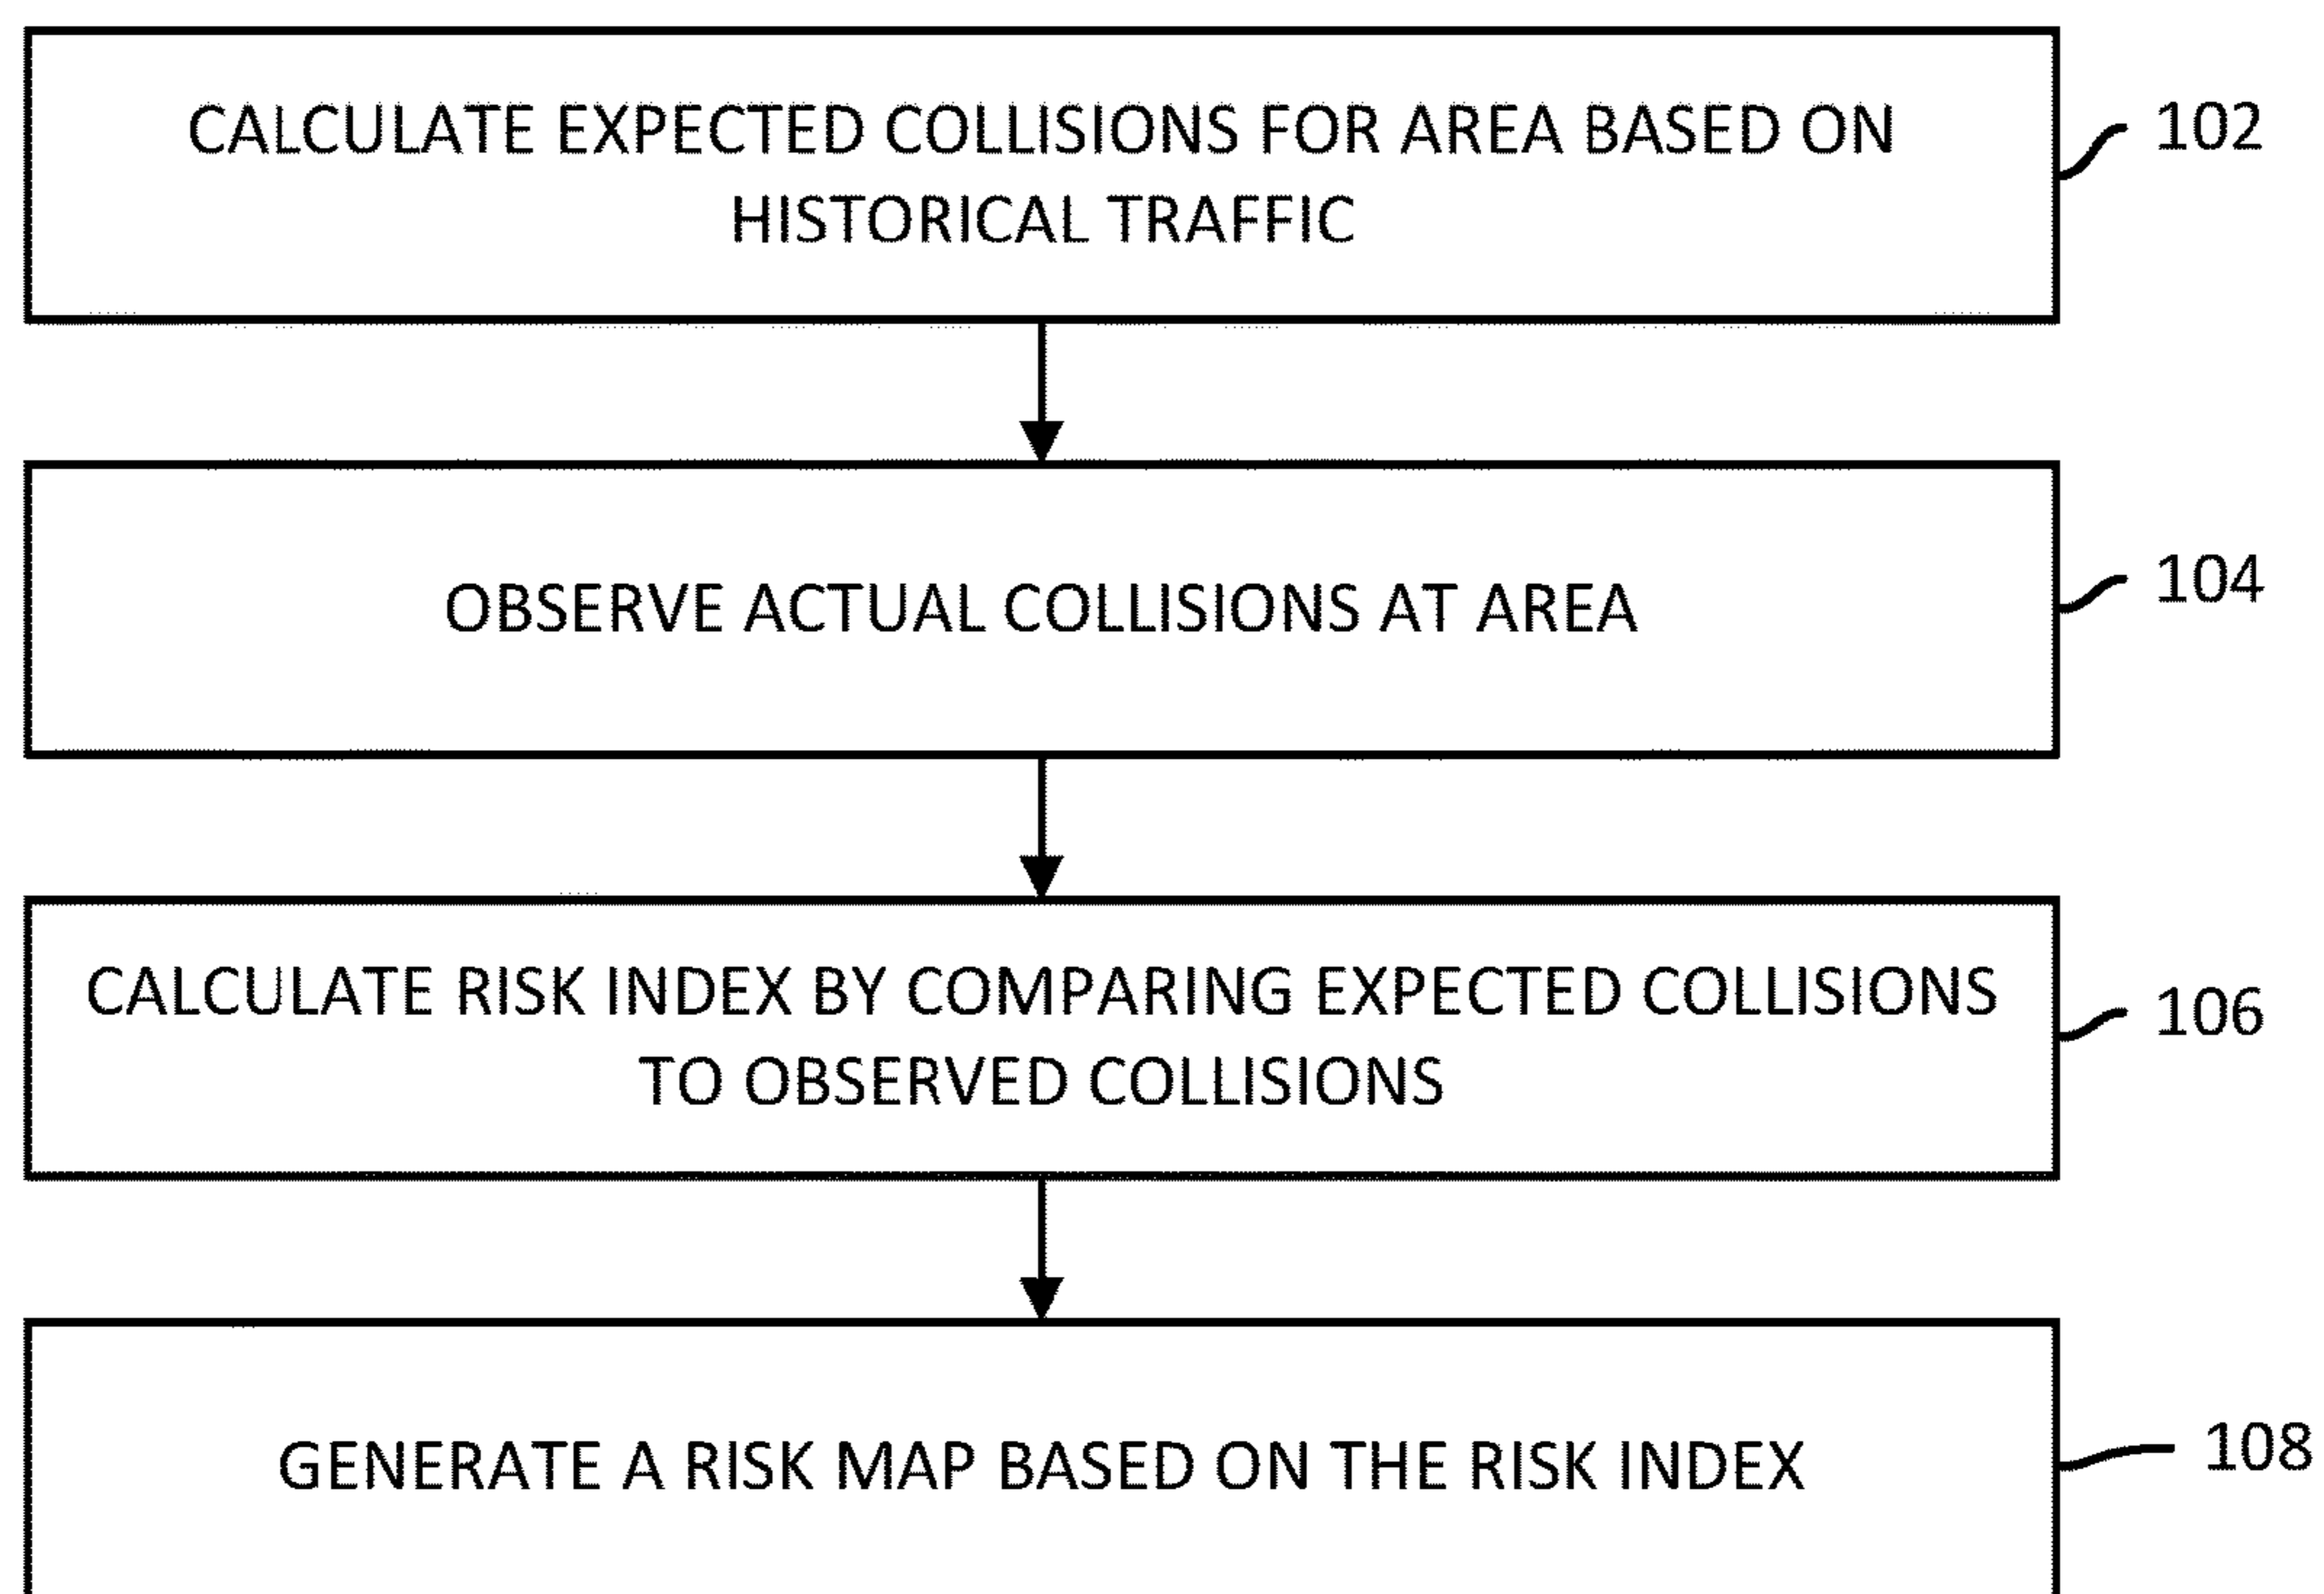 CALCULATE EXPECTED COLLISIONS FOR AREA BASED ON
HISTORICAL TRAFFIC
102
OBSERVE ACTUAL COLLISIONS AT AREA
104
CALCULATE RISK INDEX BY COMPARING EXPECTED COLLISIONS
TO OBSERVED COLLISIONS
106
GENERATE A RISK MAP BASED ON THE RISK INDEX
108